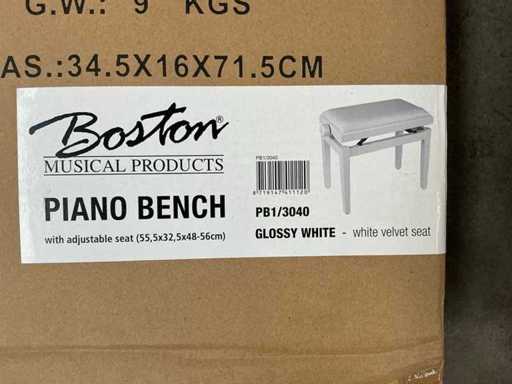 G.W.: 9 KGS
AS.:34.5X16X71.5CM
Boston®
MUSICAL PRODUCTS
PIANO BENCH
with adjustable seat (55,5x32,5x48-56cm)
PB1/3040
8719147411120
PB1/3040
GLOSSY WHITE - white velvet seat